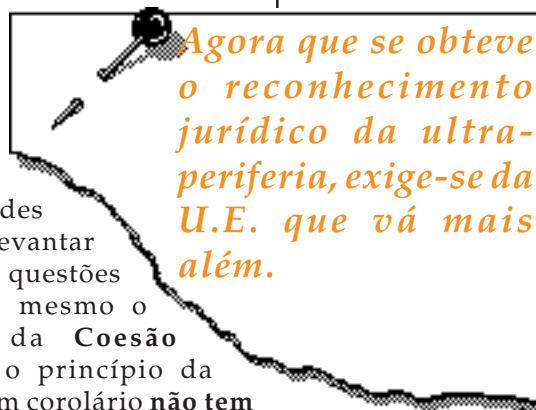 Agora que se obteve
o reconhecimento
jurídico da ultra-
periferia, exige-se da
U.E. que vá mais
além.
des
evantar
questões
mesmo o
da Coesão
o princípio da
m corolário não tem